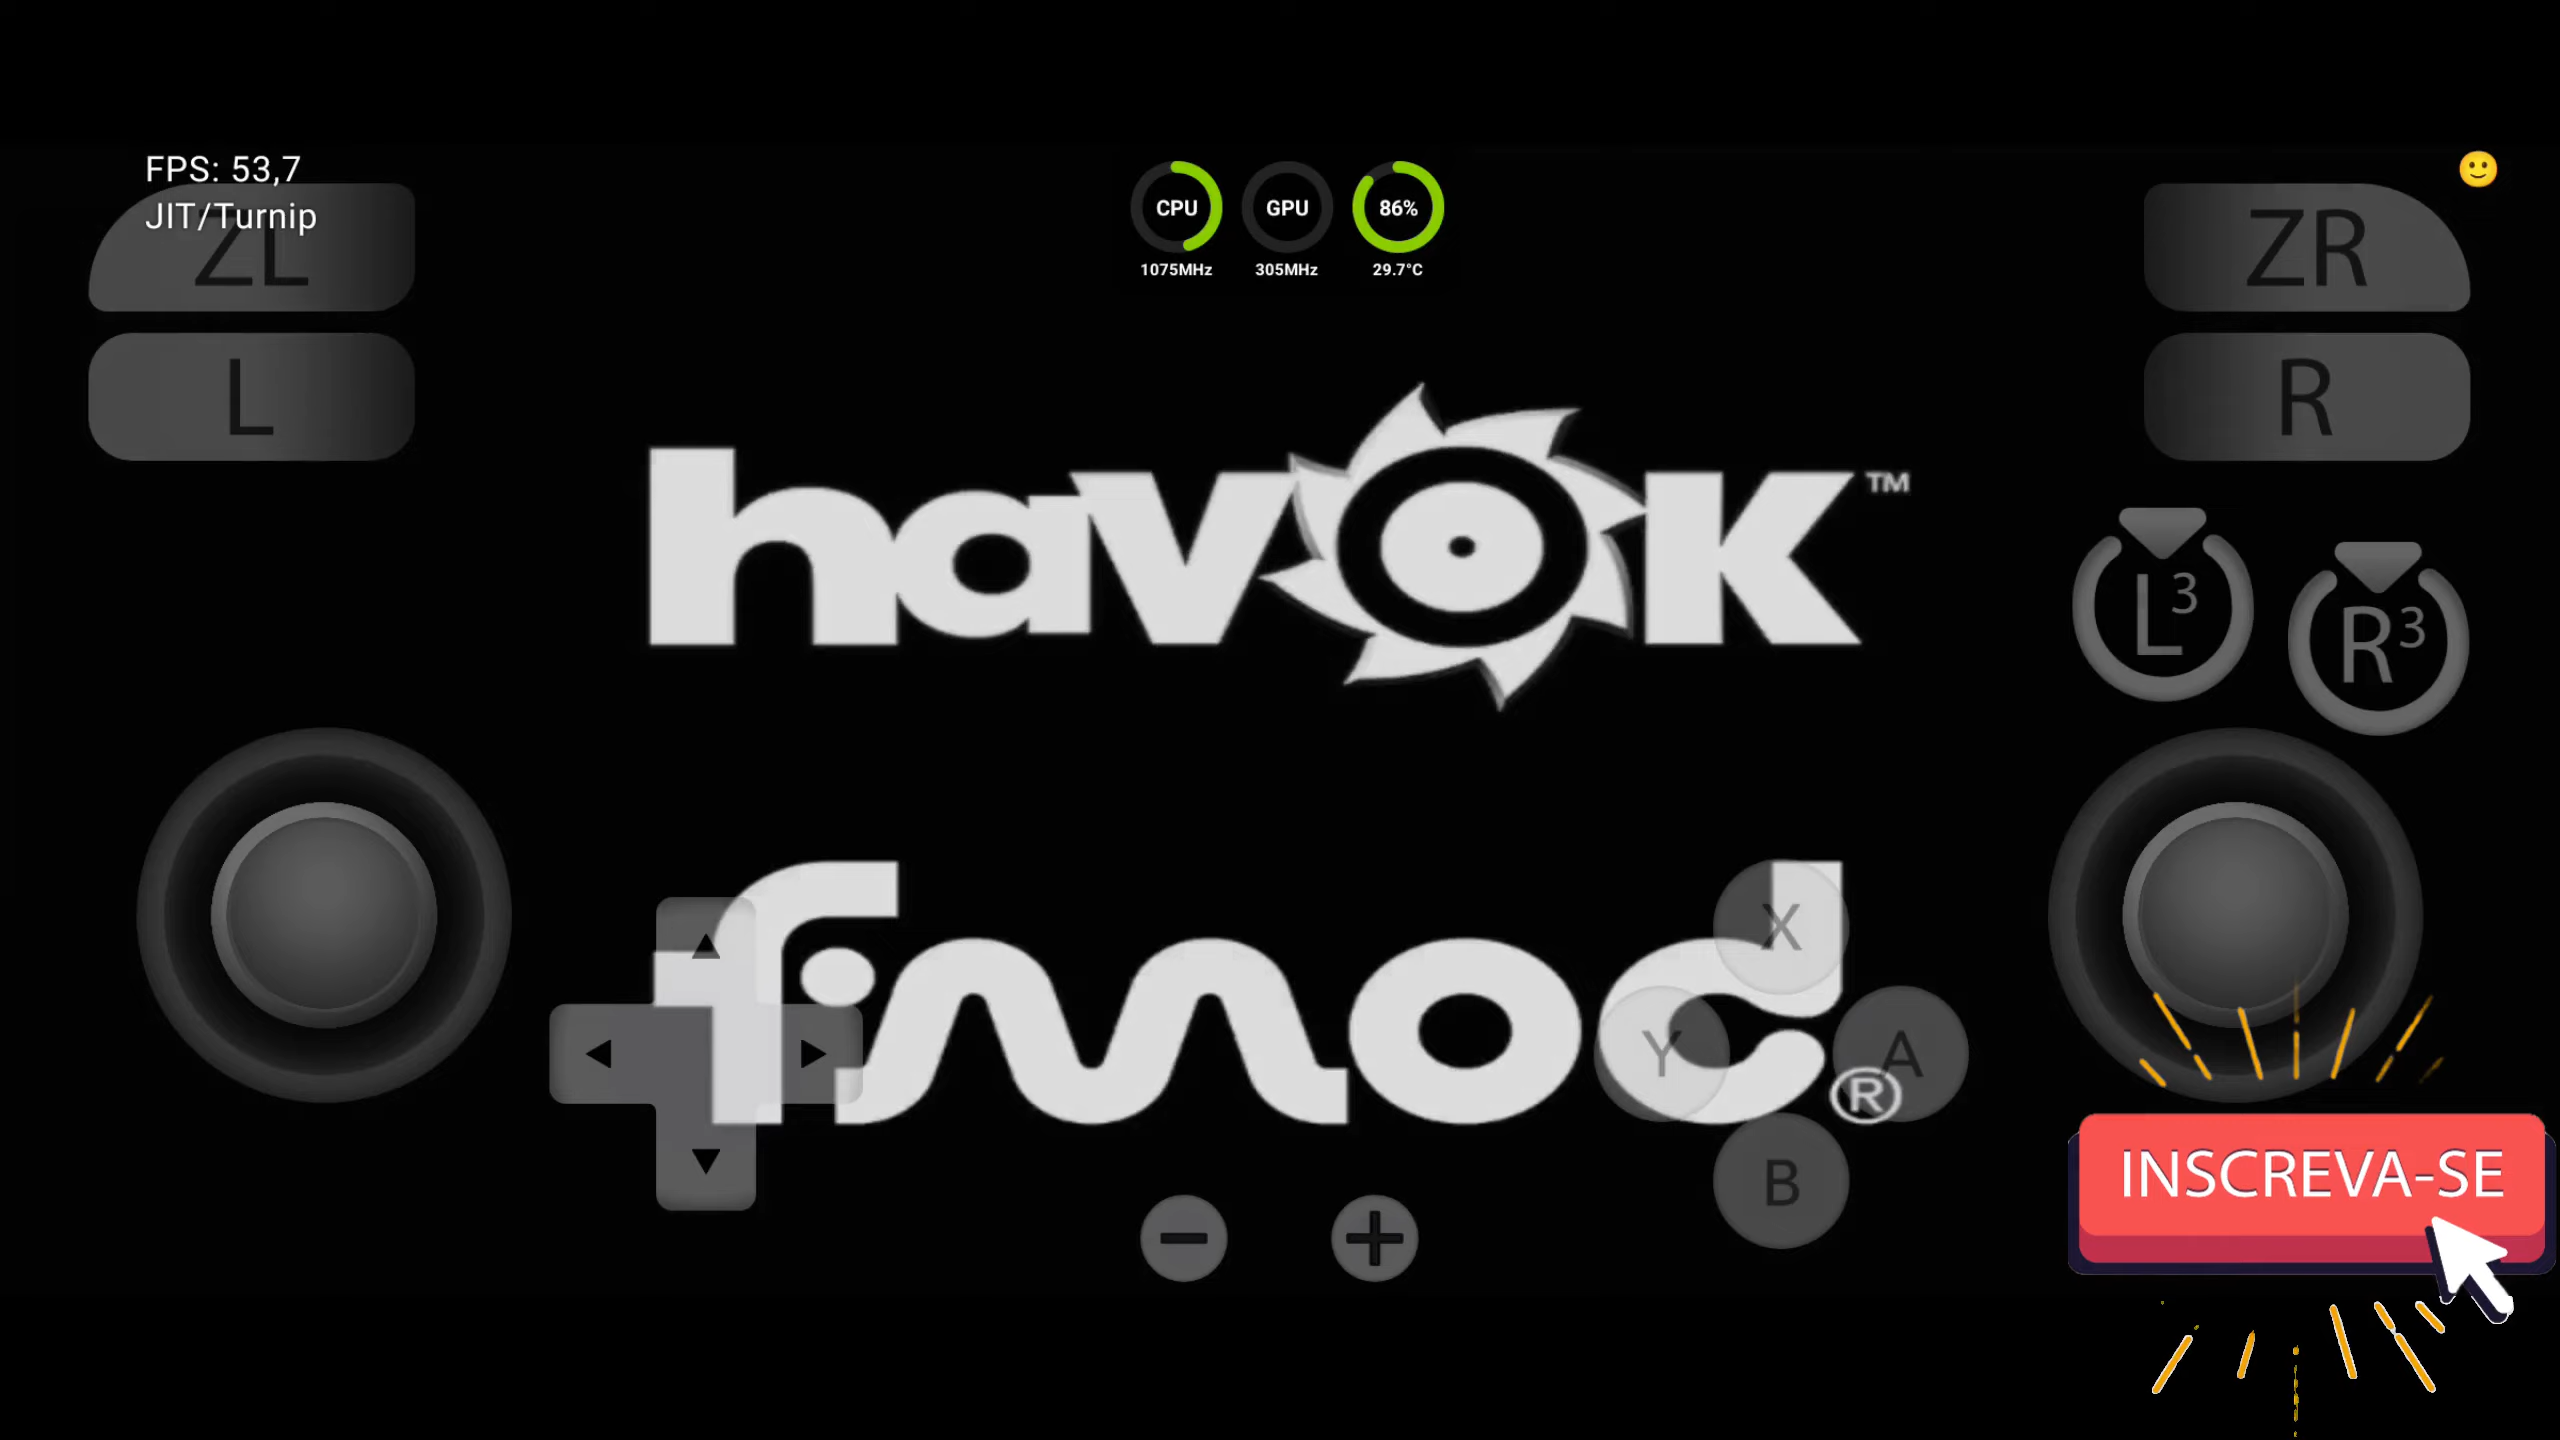 FPS: 53,7
JIT/Turnip
CPU
GPU
86%
1075MHz
305MHz
29.7°C
ZL
ZR
L
R
havok™
L3
R3
fmod®
X
Y
A
B
INSCREVA-SE